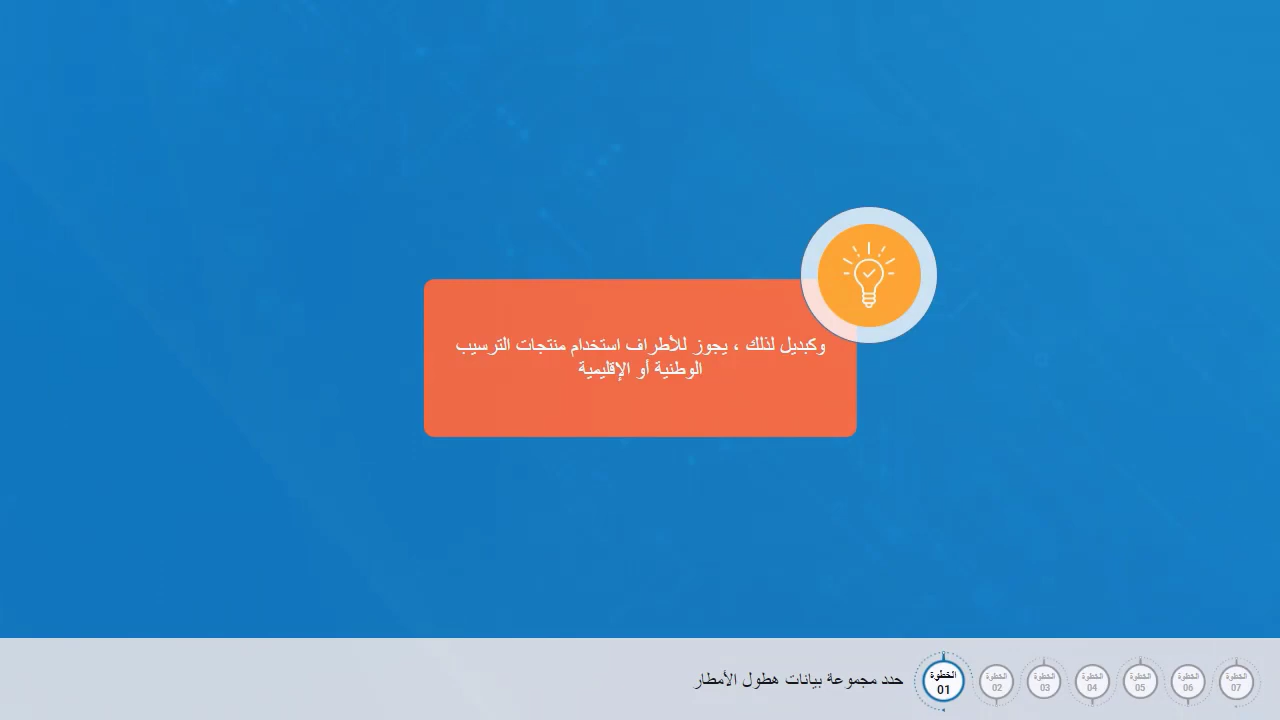 وكبديل لذلك ، يجوز للأطراف استخدام منتجات الترسيب
الوطنية أو الإقليمية
حدد مجموعة بيانات هطول الأمطار
الخطوة
01
الخطوة
02
الخطوة
03
الخطوة
04
الخطوة
05
الخطوة
06
الخطوة
07